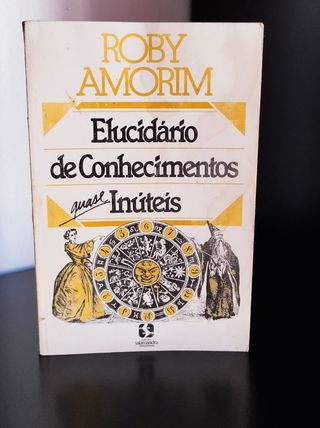 ROBY
AMORIM
Elucidário
de Conhecimentos
quase Inúteis
salamandra